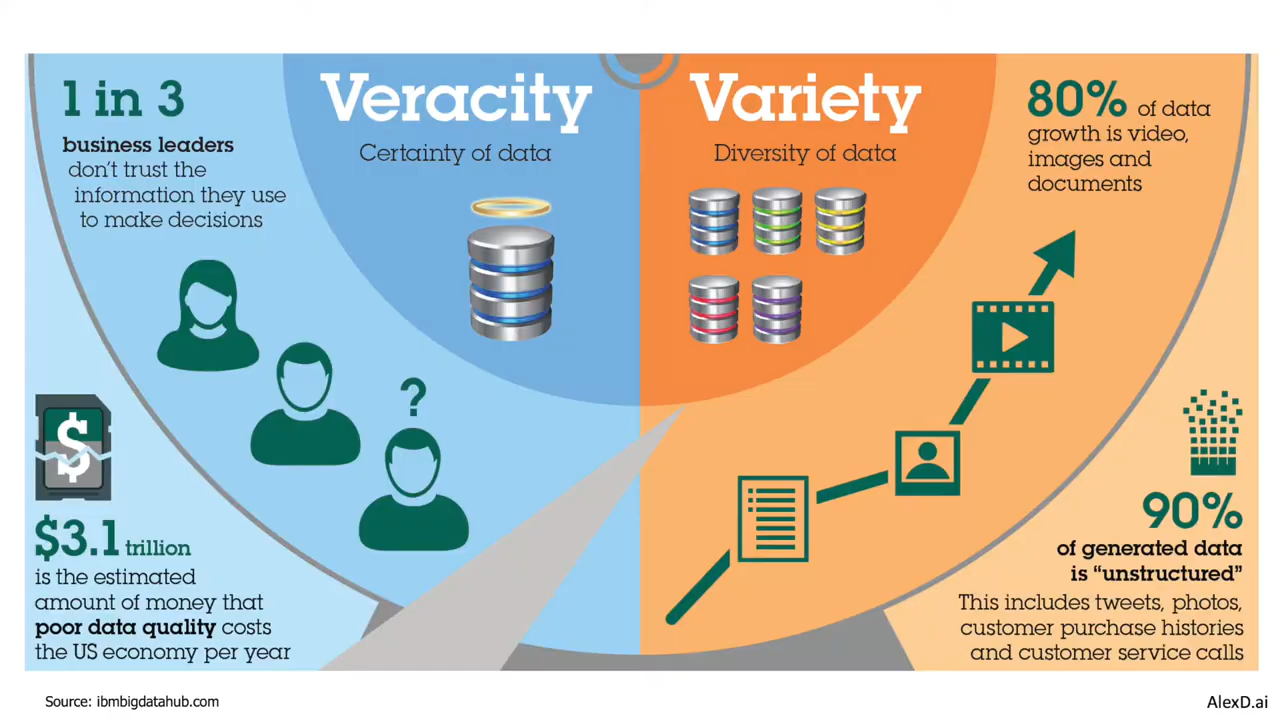 1 in 3
business leaders
don't trust the
information they use
to make decisions
Veracity
Certainty of data
$
?
$3.1 trillion
is the estimated
amount of money that
poor data quality costs
the US economy per year
Variety
Diversity of data
80% of data
growth is video,
images and
documents
90%
of generated data
is “unstructured”
This includes tweets, photos,
customer purchase histories
and customer service calls
Source: ibmbigdatahub.com
AlexD.ai